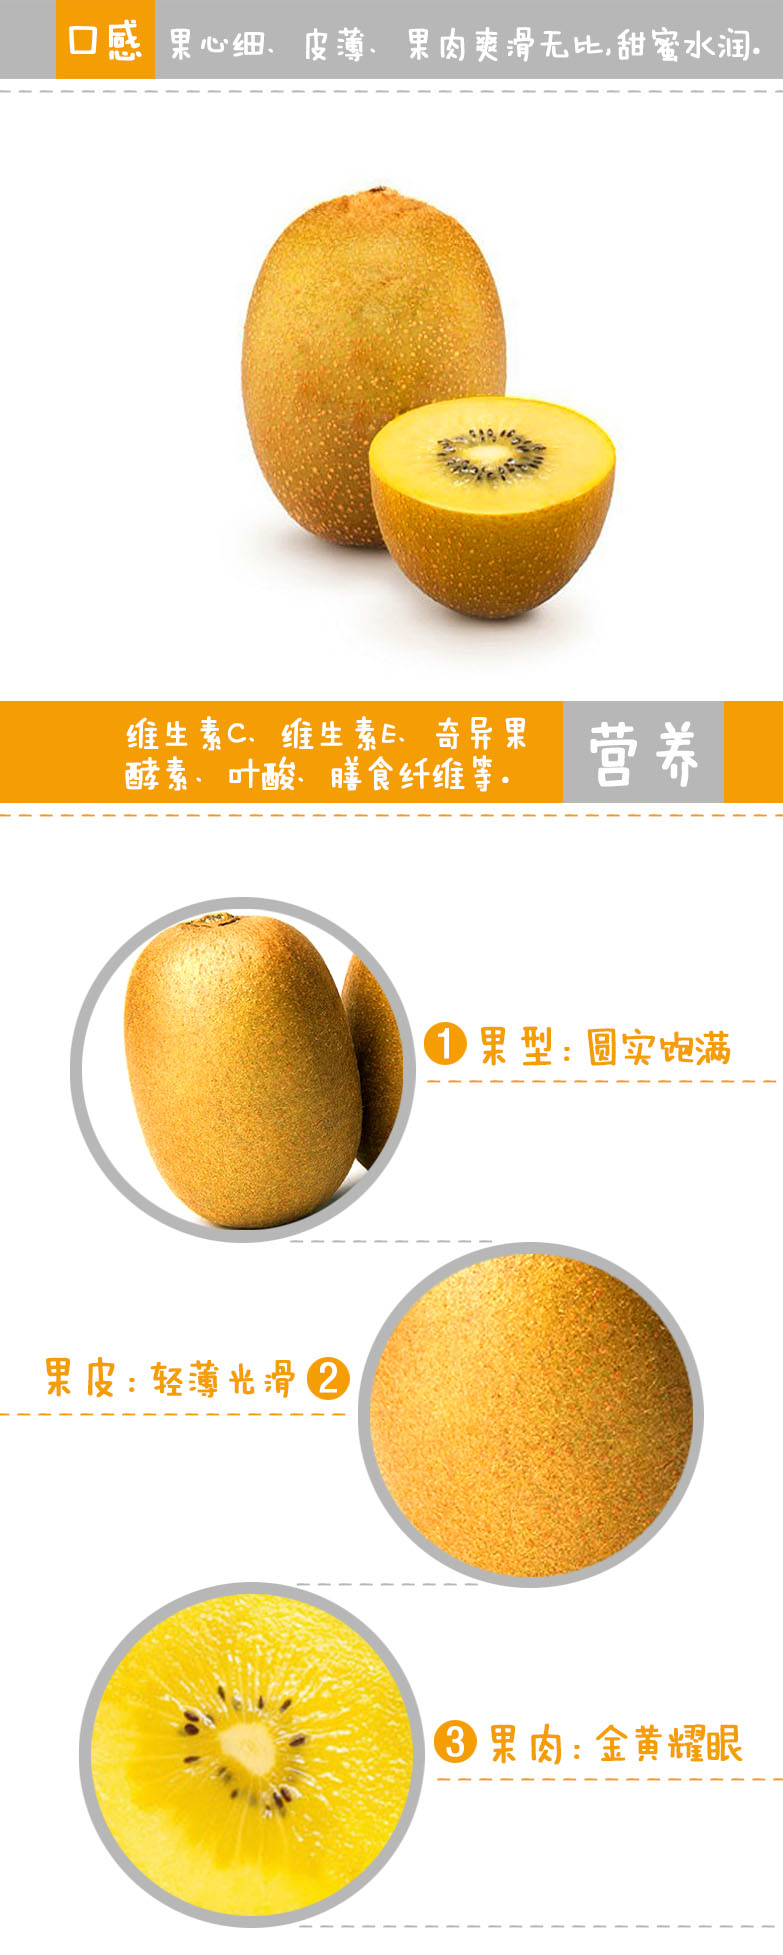 口感 果心细、皮薄、果肉爽滑无比,甜蜜水润。
维生素C、维生素E、奇异果
酵素、叶酸、膳食纤维等。
营养
1 果型:圆实饱满
果皮:轻薄光滑 2
3 果肉:金黄耀眼